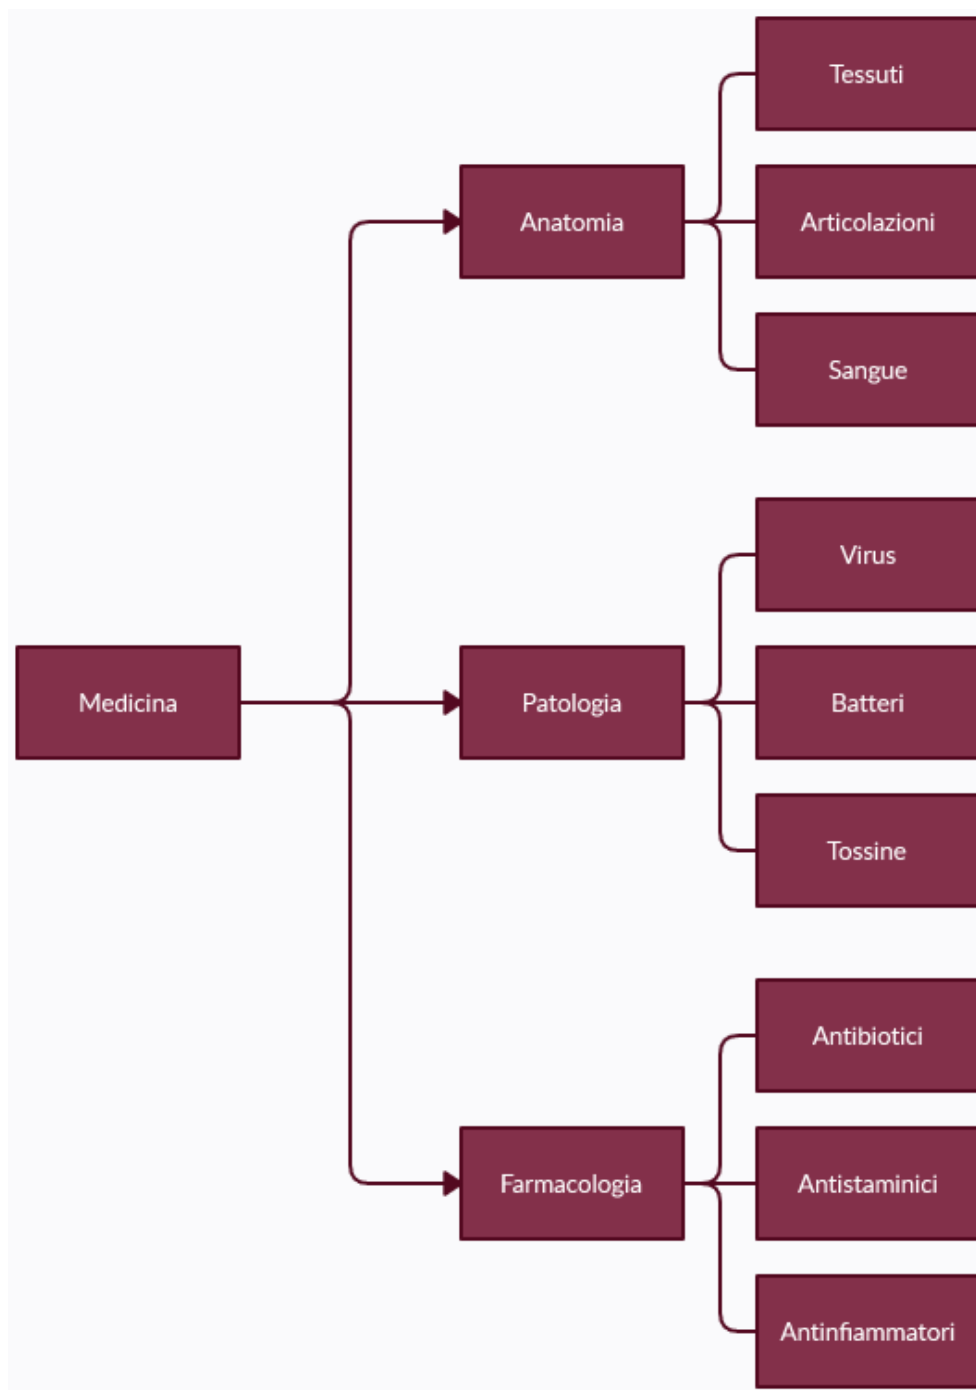 Medicina
Anatomia
Tessuti
Articolazioni
Sangue
Patologia
Virus
Batteri
Tossine
Farmacologia
Antibiotici
Antistaminici
Antinfiammatori